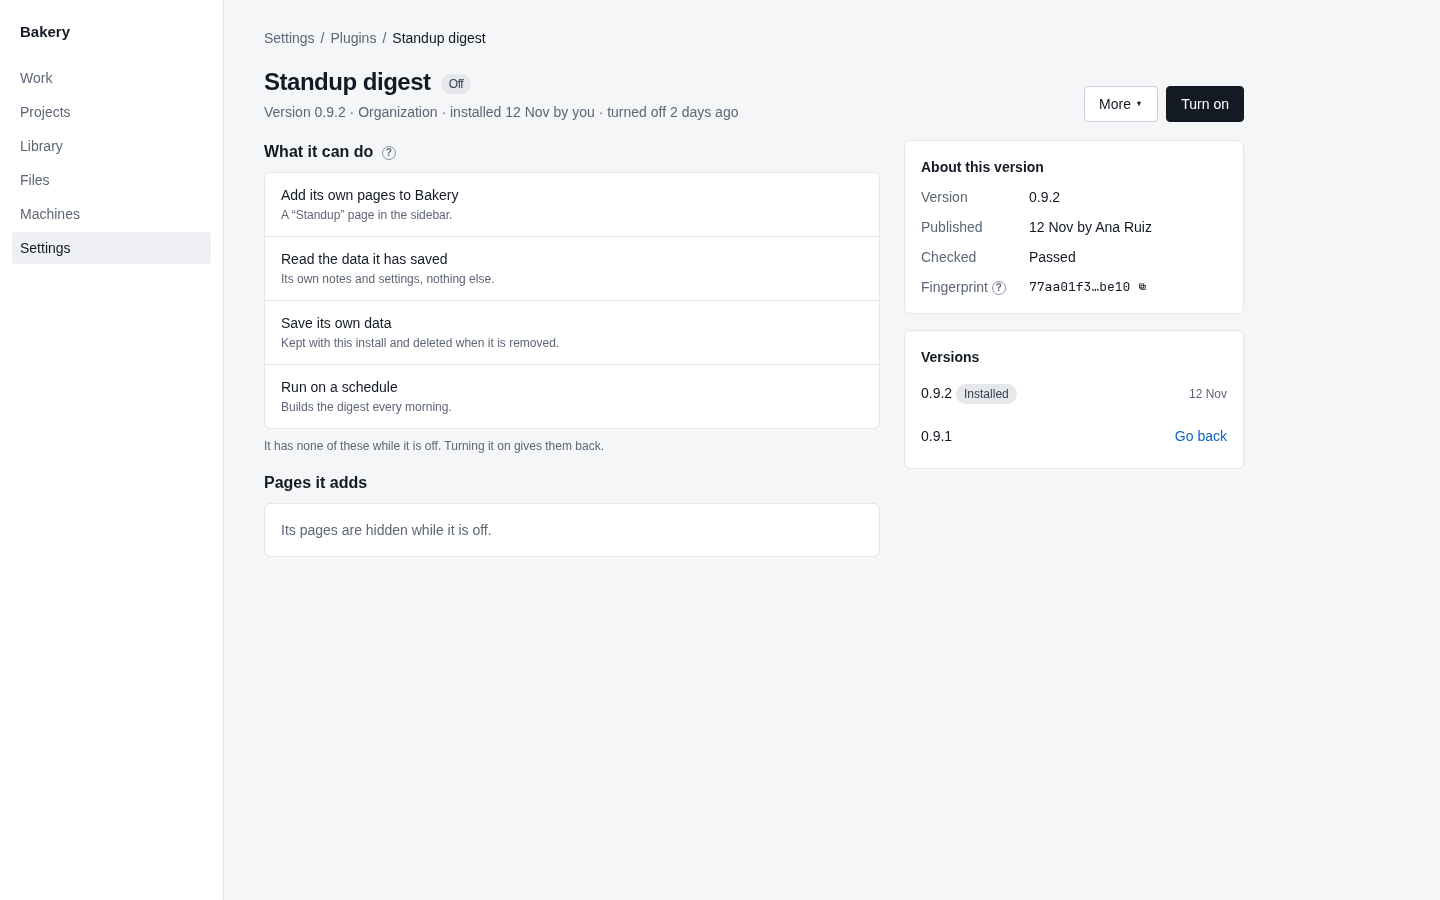 Bakery
Work
Projects
Library
Files
Machines
Settings
Settings / Plugins / Standup digest
Standup digest Off
Version 0.9.2 · Organization · installed 12 Nov by you · turned off 2 days ago
More ▾
Turn on
What it can do ?
Add its own pages to Bakery
A “Standup” page in the sidebar.
Read the data it has saved
Its own notes and settings, nothing else.
Save its own data
Kept with this install and deleted when it is removed.
Run on a schedule
Builds the digest every morning.
It has none of these while it is off. Turning it on gives them back.
Pages it adds
Its pages are hidden while it is off.
About this version
Version 0.9.2
Published 12 Nov by Ana Ruiz
Checked Passed
Fingerprint ? 77aa01f3…be10
Versions
0.9.2 Installed 12 Nov
0.9.1 Go back